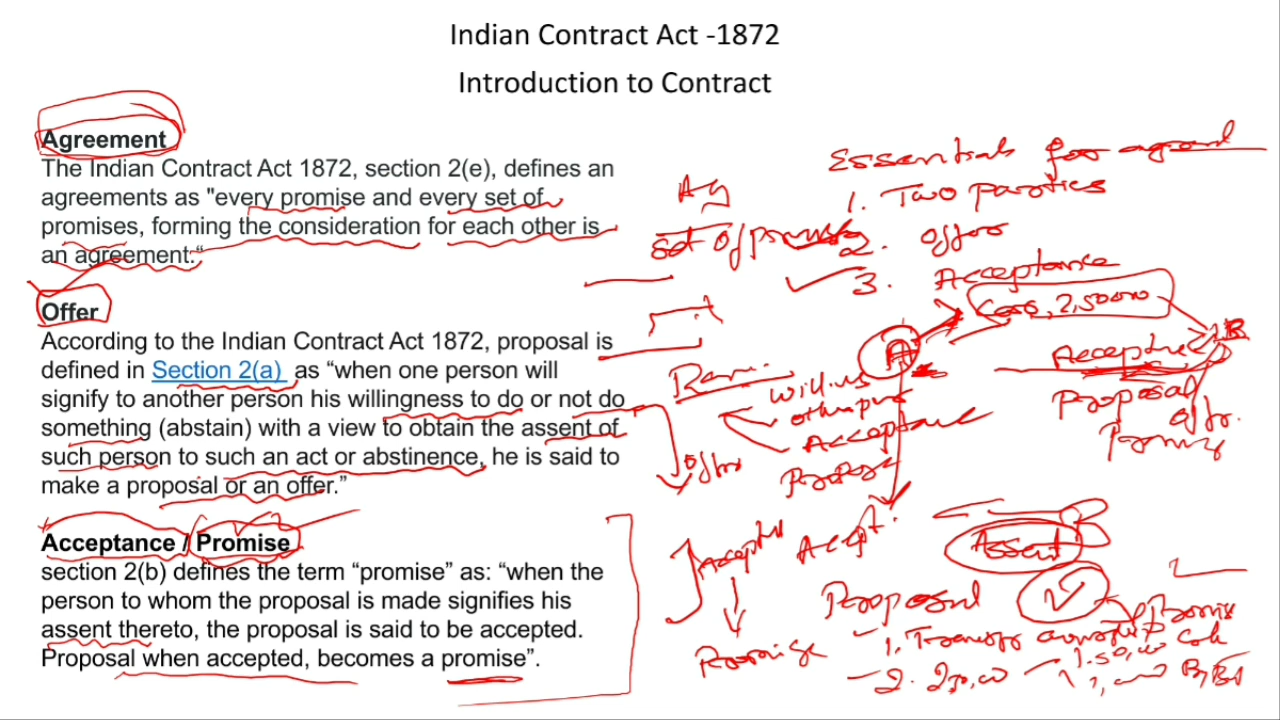 Indian Contract Act -1872
Introduction to Contract
Agreement
The Indian Contract Act 1872, section 2(e), defines an
agreements as "every promise and every set of
promises, forming the consideration for each other is
an agreement:“
Offer
According to the Indian Contract Act 1872, proposal is
defined in Section 2(a) as “when one person will
signify to another person his willingness to do or not do
something (abstain) with a view to obtain the assent of
such person to such an act or abstinence, he is said to
make a proposal or an offer.”
Acceptance / Promise
section 2(b) defines the term “promise” as: “when the
person to whom the proposal is made signifies his
assent thereto, the proposal is said to be accepted.
Proposal when accepted, becomes a promise”.
Essentials for
1. Two parties
Ag
set of
2. offer
3. Acceptance
A
B
Ram
Acceptance
Proposal
offer
Promise
offer
Accept
Assent
Proposal
Promise
1. Transfer
2.